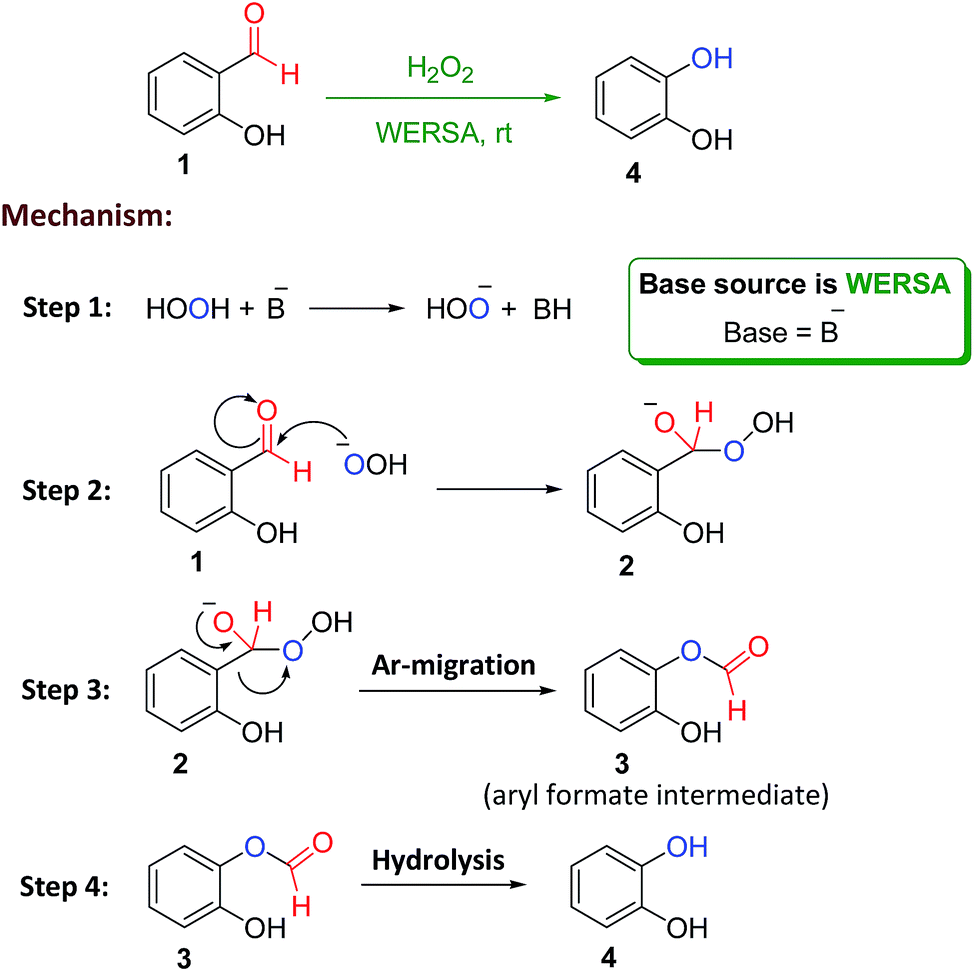 O
H
OH
1
H₂O₂
WERSA, rt
OH
OH
4
Mechanism:
Step 1: HOOH + B⁻ HOO⁻ + BH
Base source is WERSA
Base = B⁻
Step 2:
O
H
OH
1
⁻OOH
⁻O H
O OH
OH
2
Step 3:
⁻O H
O OH
OH
2
Ar-migration
O O
H
OH
3
(aryl formate intermediate)
Step 4:
O O
H
OH
3
Hydrolysis
OH
OH
4